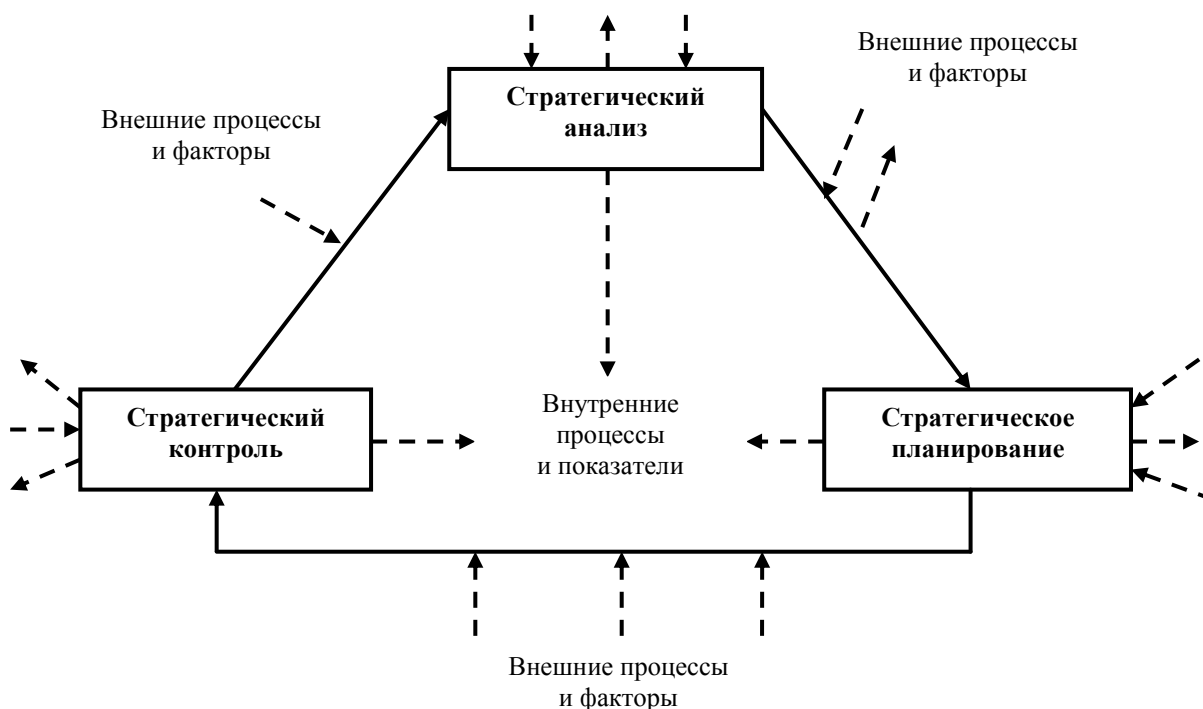 Внешние процессы
и факторы
Стратегический
анализ
Внешние процессы
и факторы
Стратегический
контроль
Внутренние
процессы
и показатели
Стратегическое
планирование
Внешние процессы
и факторы